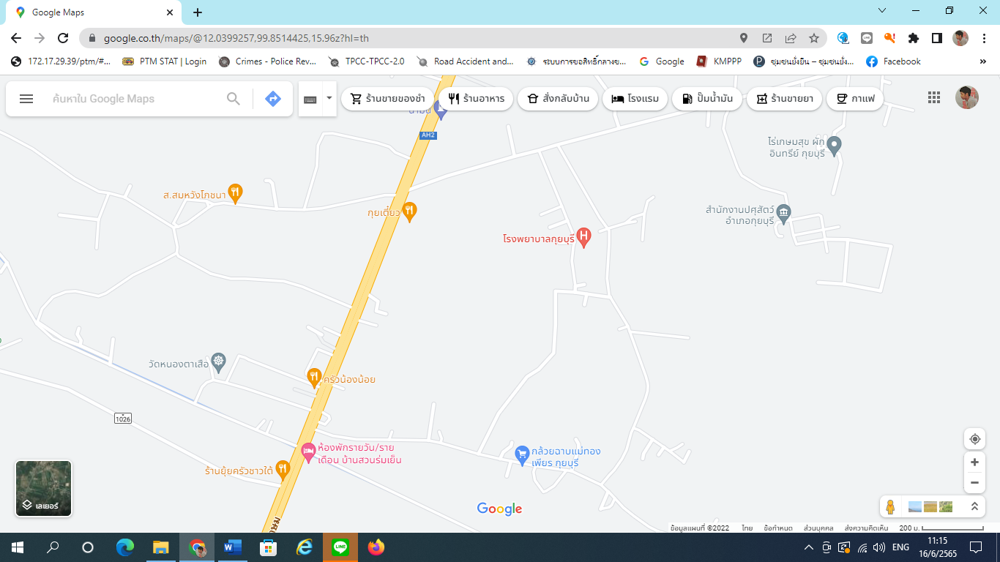 Google Maps
google.co.th/maps/@12.0399257,99.8514425,15.96z?hl=th
172.17.29.39/ptm/#...
PTM STAT | Login
Crimes - Police Rev...
TPCC-TPCC-2.0
Road Accident and...
ระบบการขอสิทธิ์กลางข...
Google
KMPPP
ชุมชนยั่งยืน – ชุมชนยั่ง...
Facebook
»
ค้นหาใน Google Maps
ร้านขายของชำ
ร้านอาหาร
สั่งกลับบ้าน
โรงแรม
ปั๊มน้ำมัน
ร้านขายยา
กาแฟ
AH2
ไร่เกษมสุข ผัก
อินทรีย์ กุยบุรี
ส.สมหวังโภชนา
กุยเตี๋ยว
สำนักงานปศุสัตว์
อำเภอกุยบุรี
โรงพยาบาลกุยบุรี
วัดหนองตาเสือ
ครัวน้องน้อย
1026
ห้องพักรายวัน/ราย
เดือน บ้านสวนร่มเย็น
กล้วยฉาบแม่ทอง
เพียร กุยบุรี
ร้านยุ้ยครัวชาวใต้
เลเยอร์
Google
ข้อมูลแผนที่ ©2022
ไทย
ข้อกำหนด
ส่วนบุคคล
ส่งความคิดเห็น
200 ม.
ENG
11:15
16/6/2565